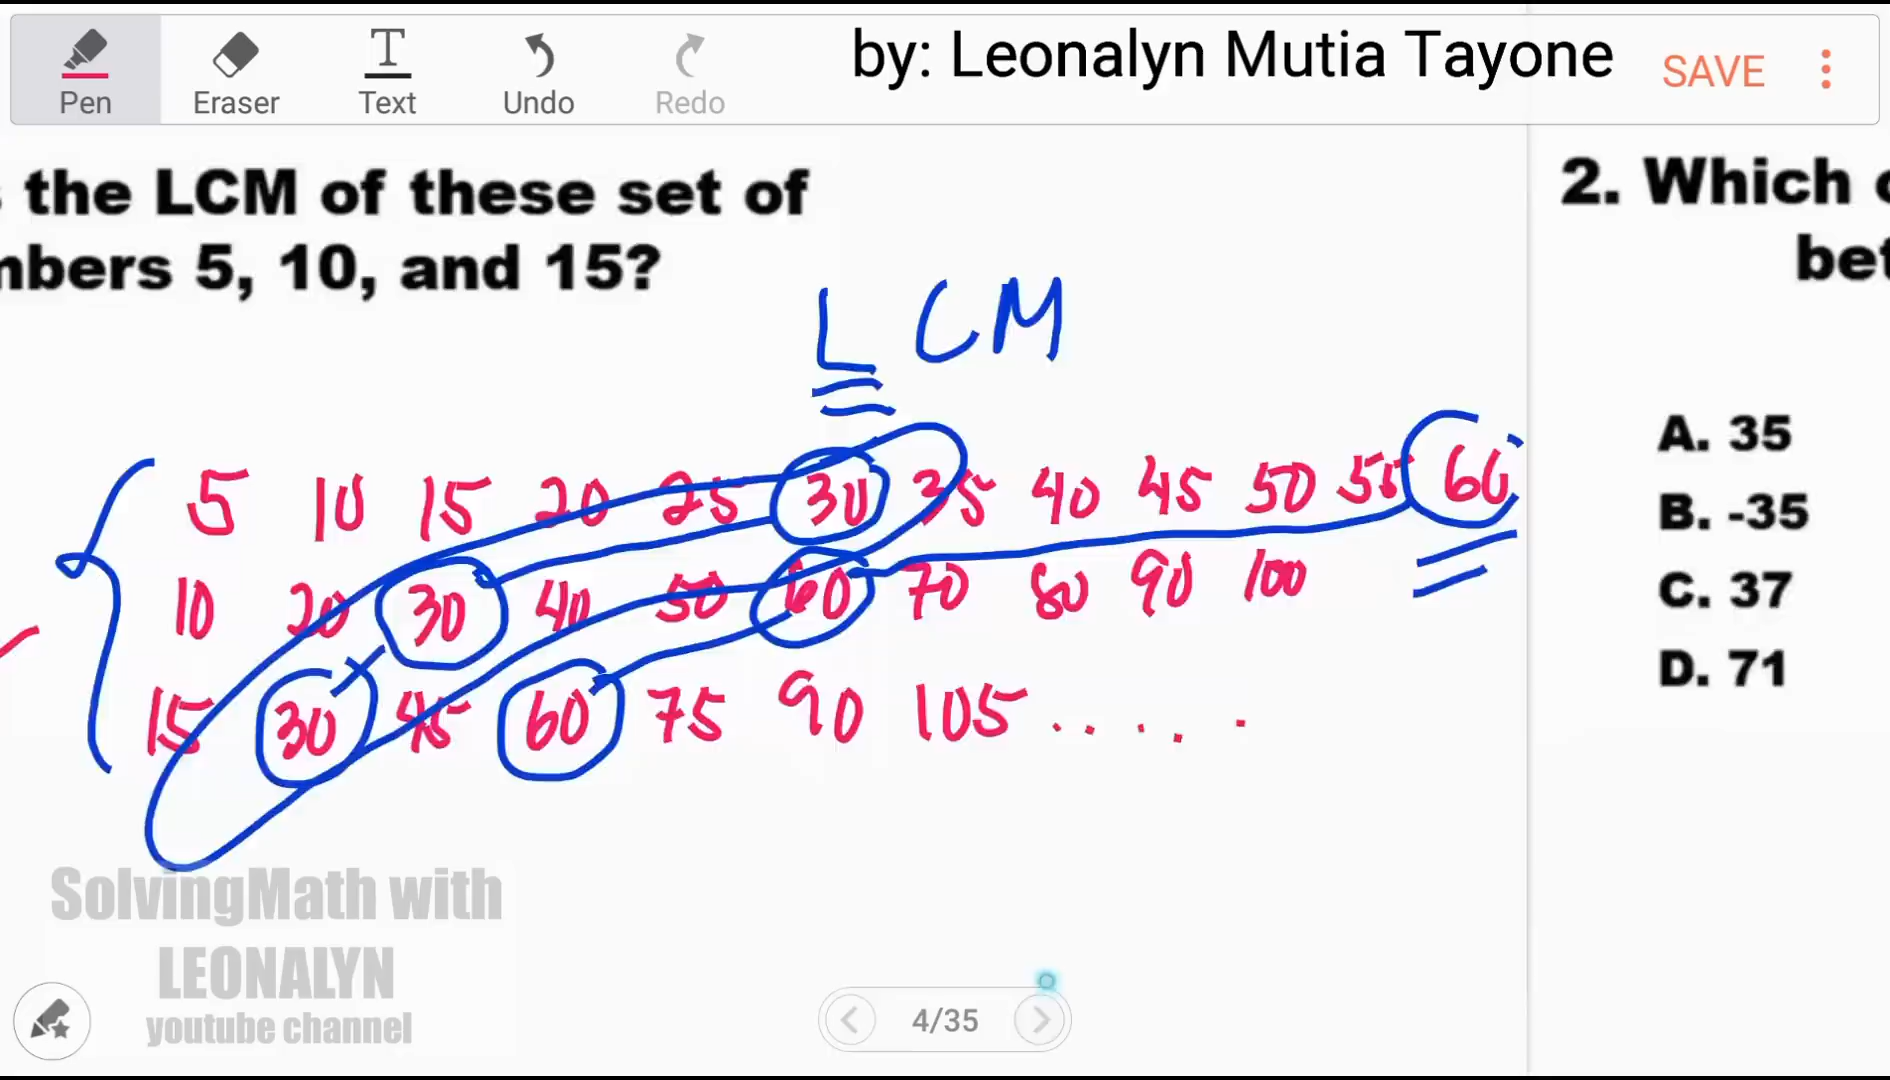 Pen Eraser Text Undo Redo by: Leonalyn Mutia Tayone SAVE
the LCM of these set of
mbers 5, 10, and 15?
L CM
5 10 15 20 25 30 35 40 45 50 55 60
10 20 30 40 50 60 70 80 90 100
15 30 45 60 75 90 105 . . . . .
2. Which
bet
A. 35
B. -35
C. 37
D. 71
SolvingMath with
LEONALYN
youtube channel
4/35